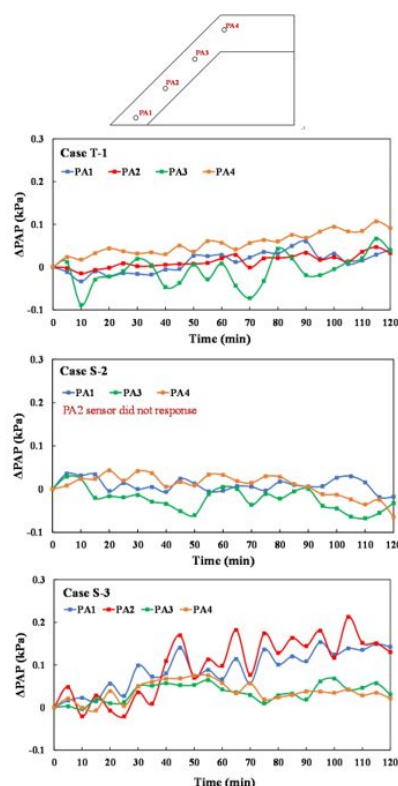 PA4
PA3
PA2
PA1
0.3
Case T-1
PA1 PA2 PA3 PA4
0.2
0.1
0
-0.1
ΔPAP (kPa)
0 10 20 30 40 50 60 70 80 90 100 110 120
Time (min)
0.3
Case S-2
PA1 PA3 PA4
PA2 sensor did not response
0.2
0.1
0
-0.1
ΔPAP (kPa)
0 10 20 30 40 50 60 70 80 90 100 110 120
Time (min)
0.3
Case S-3
PA1 PA2 PA3 PA4
0.2
0.1
0
-0.1
ΔPAP (kPa)
0 10 20 30 40 50 60 70 80 90 100 110 120
Time (min)